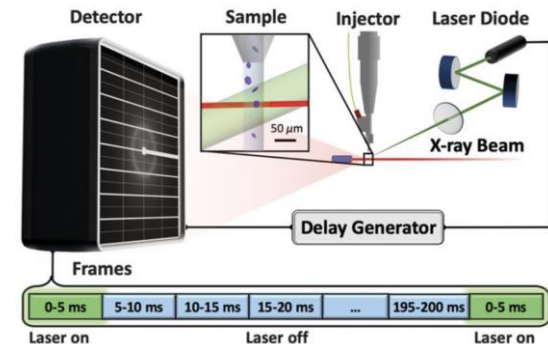 Detector
Sample
Injector
Laser Diode
50 μm
X-ray Beam
Delay Generator
Frames
0-5 ms 5-10 ms 10-15 ms 15-20 ms ... 195-200 ms 0-5 ms
Laser on Laser off Laser on